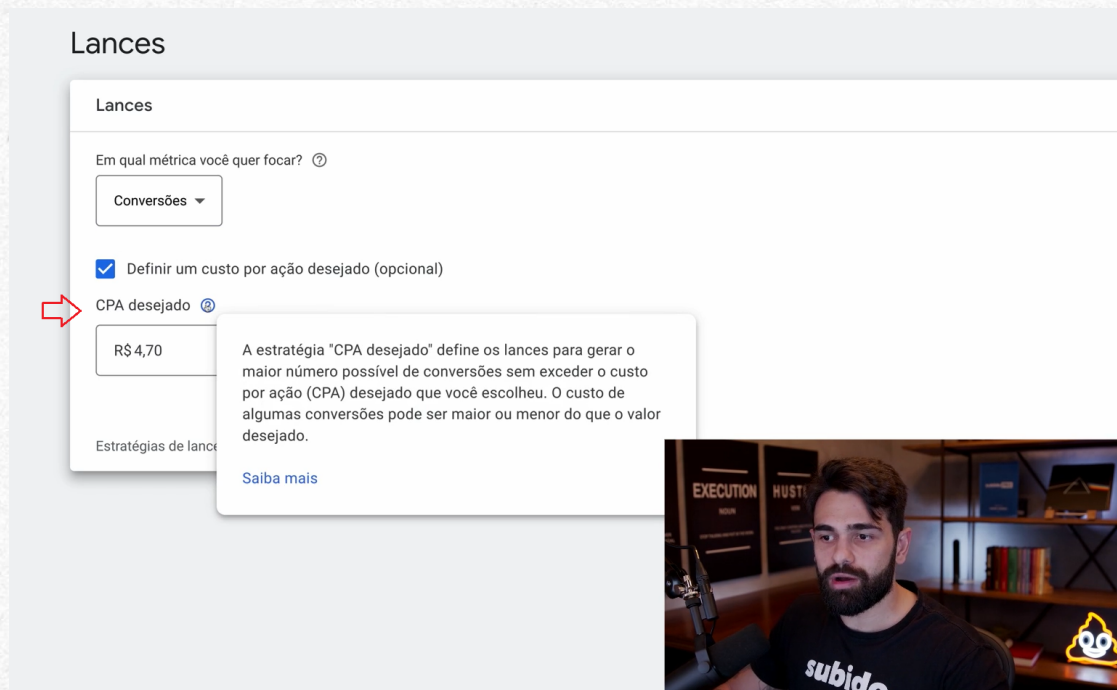 Lances
Lances
Em qual métrica você quer focar?
Conversões
Definir um custo por ação desejado (opcional)
CPA desejado
R$ 4,70
A estratégia "CPA desejado" define os lances para gerar o
maior número possível de conversões sem exceder o custo
por ação (CPA) desejado que você escolheu. O custo de
algumas conversões pode ser maior ou menor do que o valor
desejado.
Estratégias de lance
Saiba mais
EXECUTION
NOUN
HUST
subido